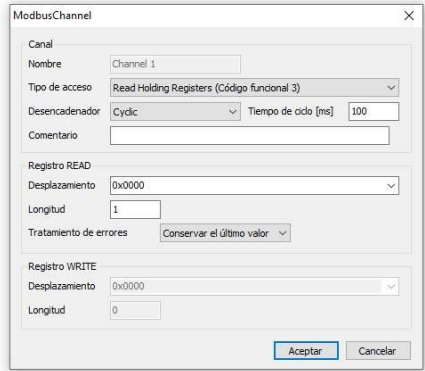 ModbusChannel
Canal
Nombre Channel 1
Tipo de acceso Read Holding Registers (Código funcional 3)
Desencadenador Cyclic Tiempo de ciclo [ms] 100
Comentario
Registro READ
Desplazamiento 0x0000
Longitud 1
Tratamiento de errores Conservar el último valor
Registro WRITE
Desplazamiento 0x0000
Longitud 0
Aceptar Cancelar